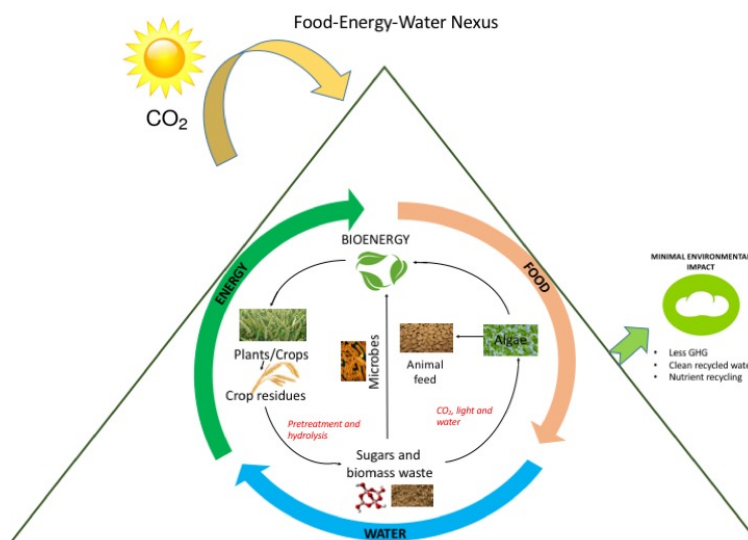 Food-Energy-Water Nexus
CO₂
BIOENERGY
ENERGY
FOOD
MINIMAL ENVIRONMENTAL
IMPACT
Less GHG
Clean recycled wate
Nutrient recycling
Plants/Crops
Crop residues
Microbes
Animal
feed
Algae
Pretreatment and
hydrolysis
CO₂, light and
water
Sugars and
biomass waste
WATER